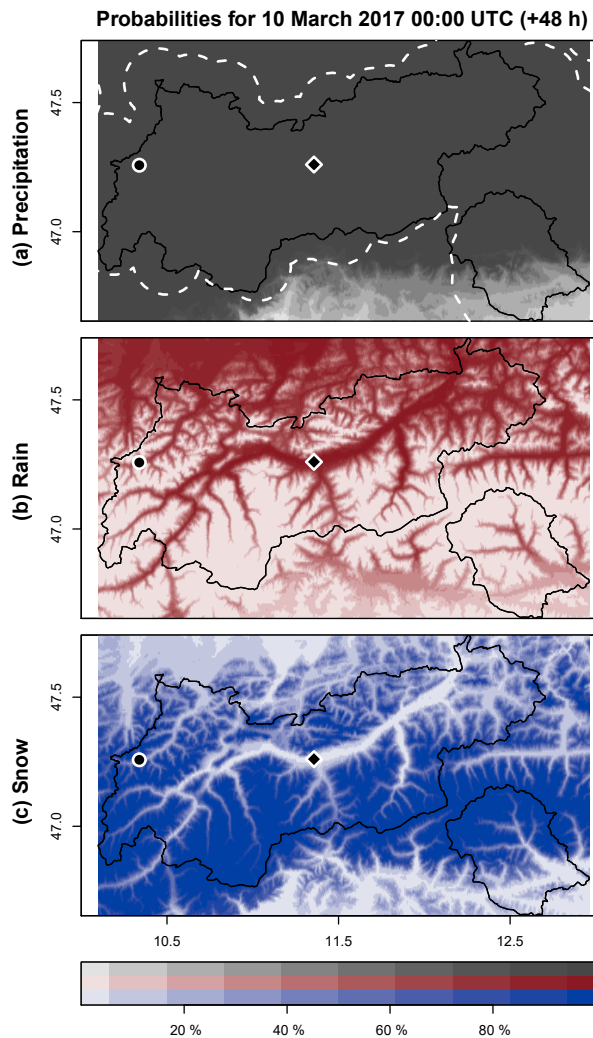 Probabilities for 10 March 2017 00:00 UTC (+48 h)
(a) Precipitation
47.5
47.0
(b) Rain
47.5
47.0
(c) Snow
47.5
47.0
10.5 11.5 12.5
20 % 40 % 60 % 80 %